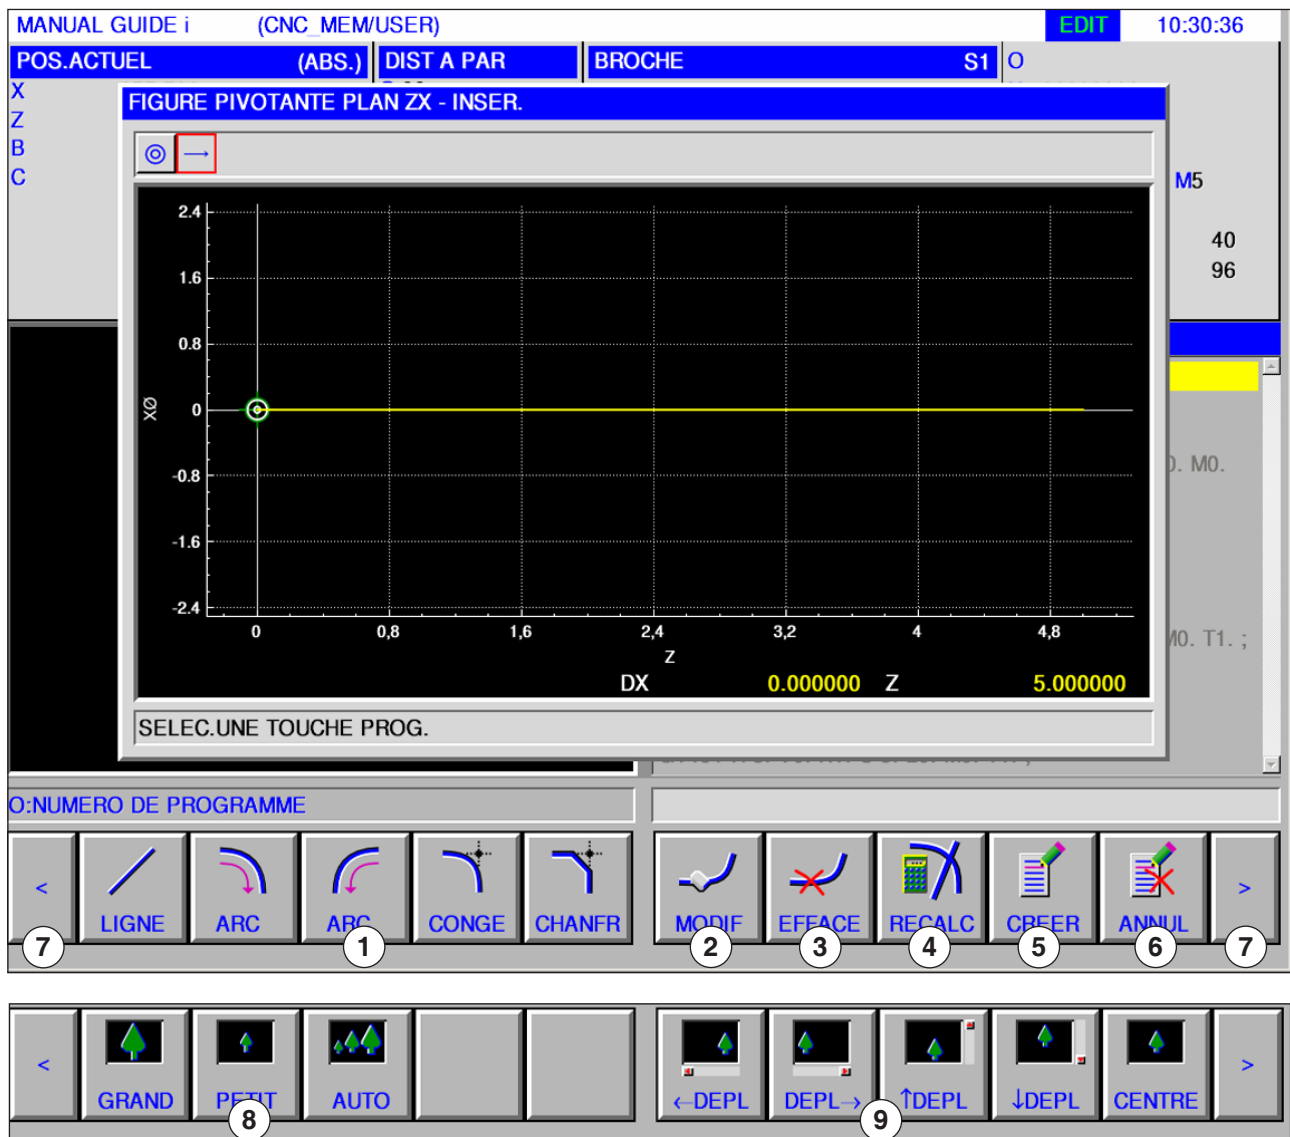 MANUAL GUIDE i (CNC_MEM/USER) EDIT 10:30:36
POS.ACTUEL (ABS.) DIST A PAR BROCHE S1 O
X
Z
B
C
FIGURE PIVOTANTE PLAN ZX - INSER.
M5
40
96
2.4
1.6
0.8
0
-0.8
-1.6
-2.4
XØ
0 0,8 1,6 2,4 3,2 4 4,8
Z
DX 0.000000 Z 5.000000
0. M0.
M0. T1. ;
SELEC.UNE TOUCHE PROG.
O:NUMERO DE PROGRAMME
< LIGNE ARC ARC CONGE CHANFR MODIF EFFACE RECALC CREER ANNUL >
7 1 2 3 4 5 6 7
< GRAND PETIT AUTO ←DEPL DEPL→ ↑DEPL ↓DEPL CENTRE >
8 9